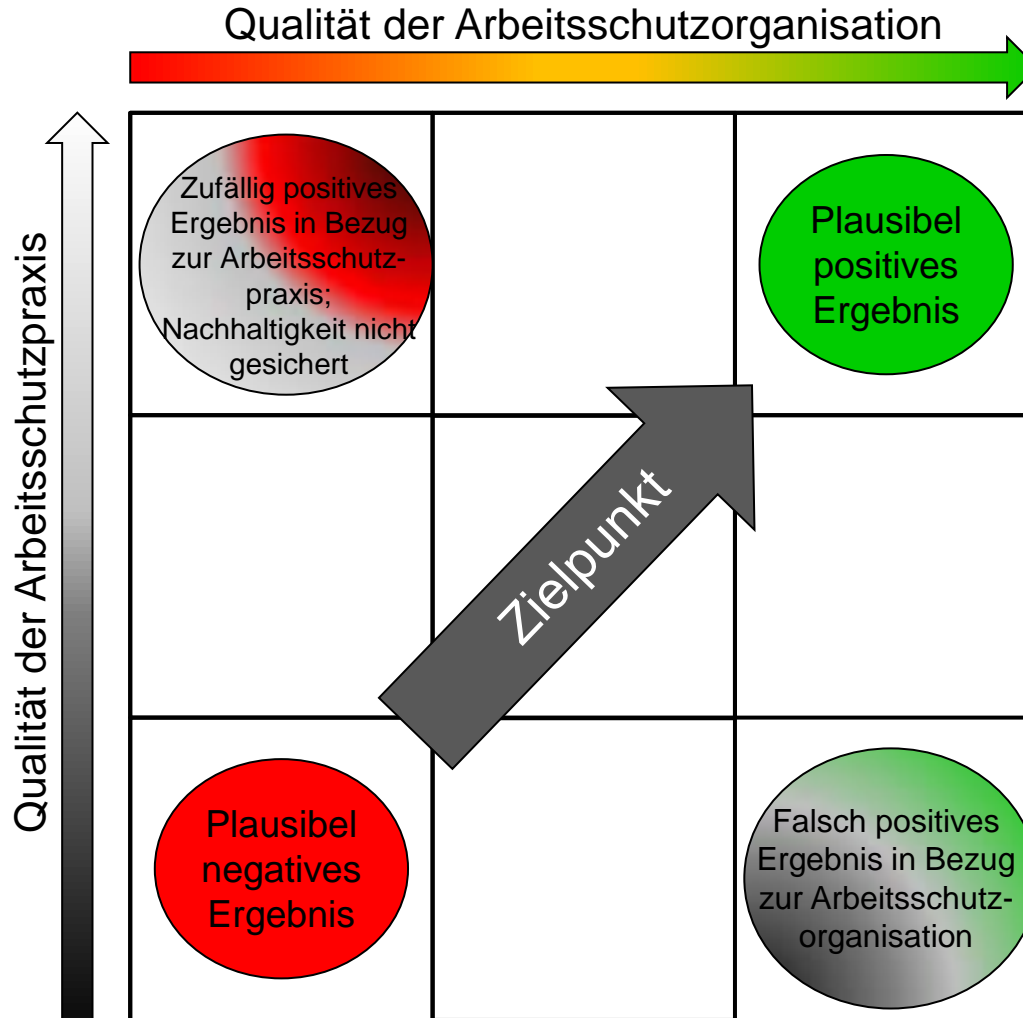 Qualität der Arbeitsschutzorganisation
Qualität der Arbeitsschutzpraxis
Zufällig positives
Ergebnis in Bezug
zur Arbeitsschutz-
praxis;
Nachhaltigkeit nicht
gesichert
Plausibel
positives
Ergebnis
Zielpunkt
Plausibel
negatives
Ergebnis
Falsch positives
Ergebnis in Bezug
zur Arbeitsschutz-
organisation